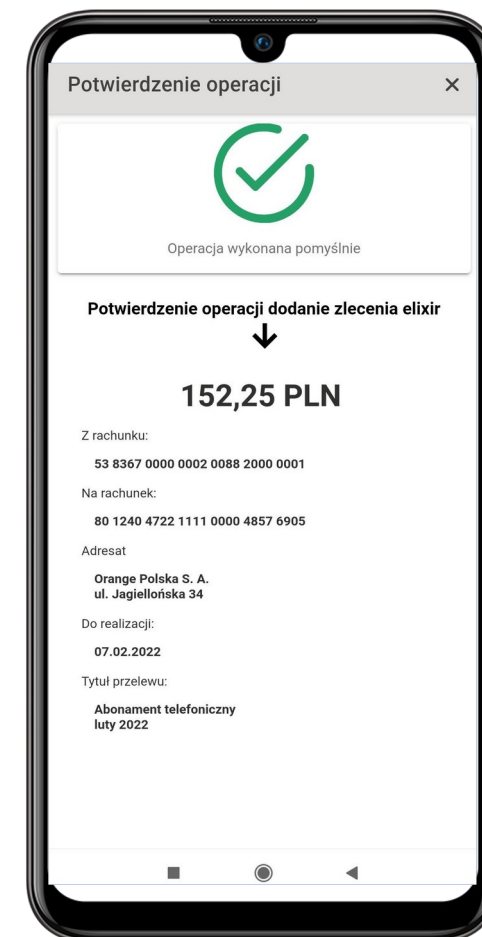 Potwierdzenie operacji
Operacja wykonana pomyślnie
Potwierdzenie operacji dodanie zlecenia elixir
152,25 PLN
Z rachunku:
53 8367 0000 0002 0088 2000 0001
Na rachunek:
80 1240 4722 1111 0000 4857 6905
Adresat
Orange Polska S. A.
ul. Jagiellońska 34
Do realizacji:
07.02.2022
Tytuł przelewu:
Abonament telefoniczny
luty 2022